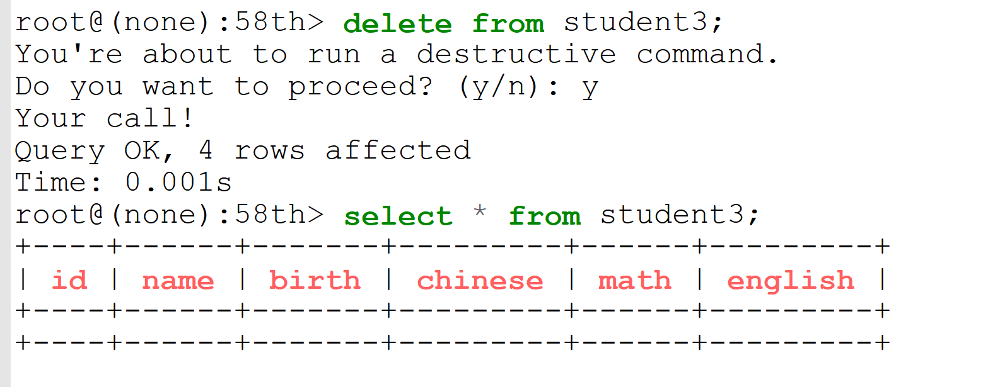 root@(none):58th> delete from student3;
You're about to run a destructive command.
Do you want to proceed? (y/n): y
Your call!
Query OK, 4 rows affected
Time: 0.001s
root@(none):58th> select * from student3;
+----+------+-------+---------+------+---------+
| id | name | birth | chinese | math | english |
+----+------+-------+---------+------+---------+
+----+------+-------+---------+------+---------+